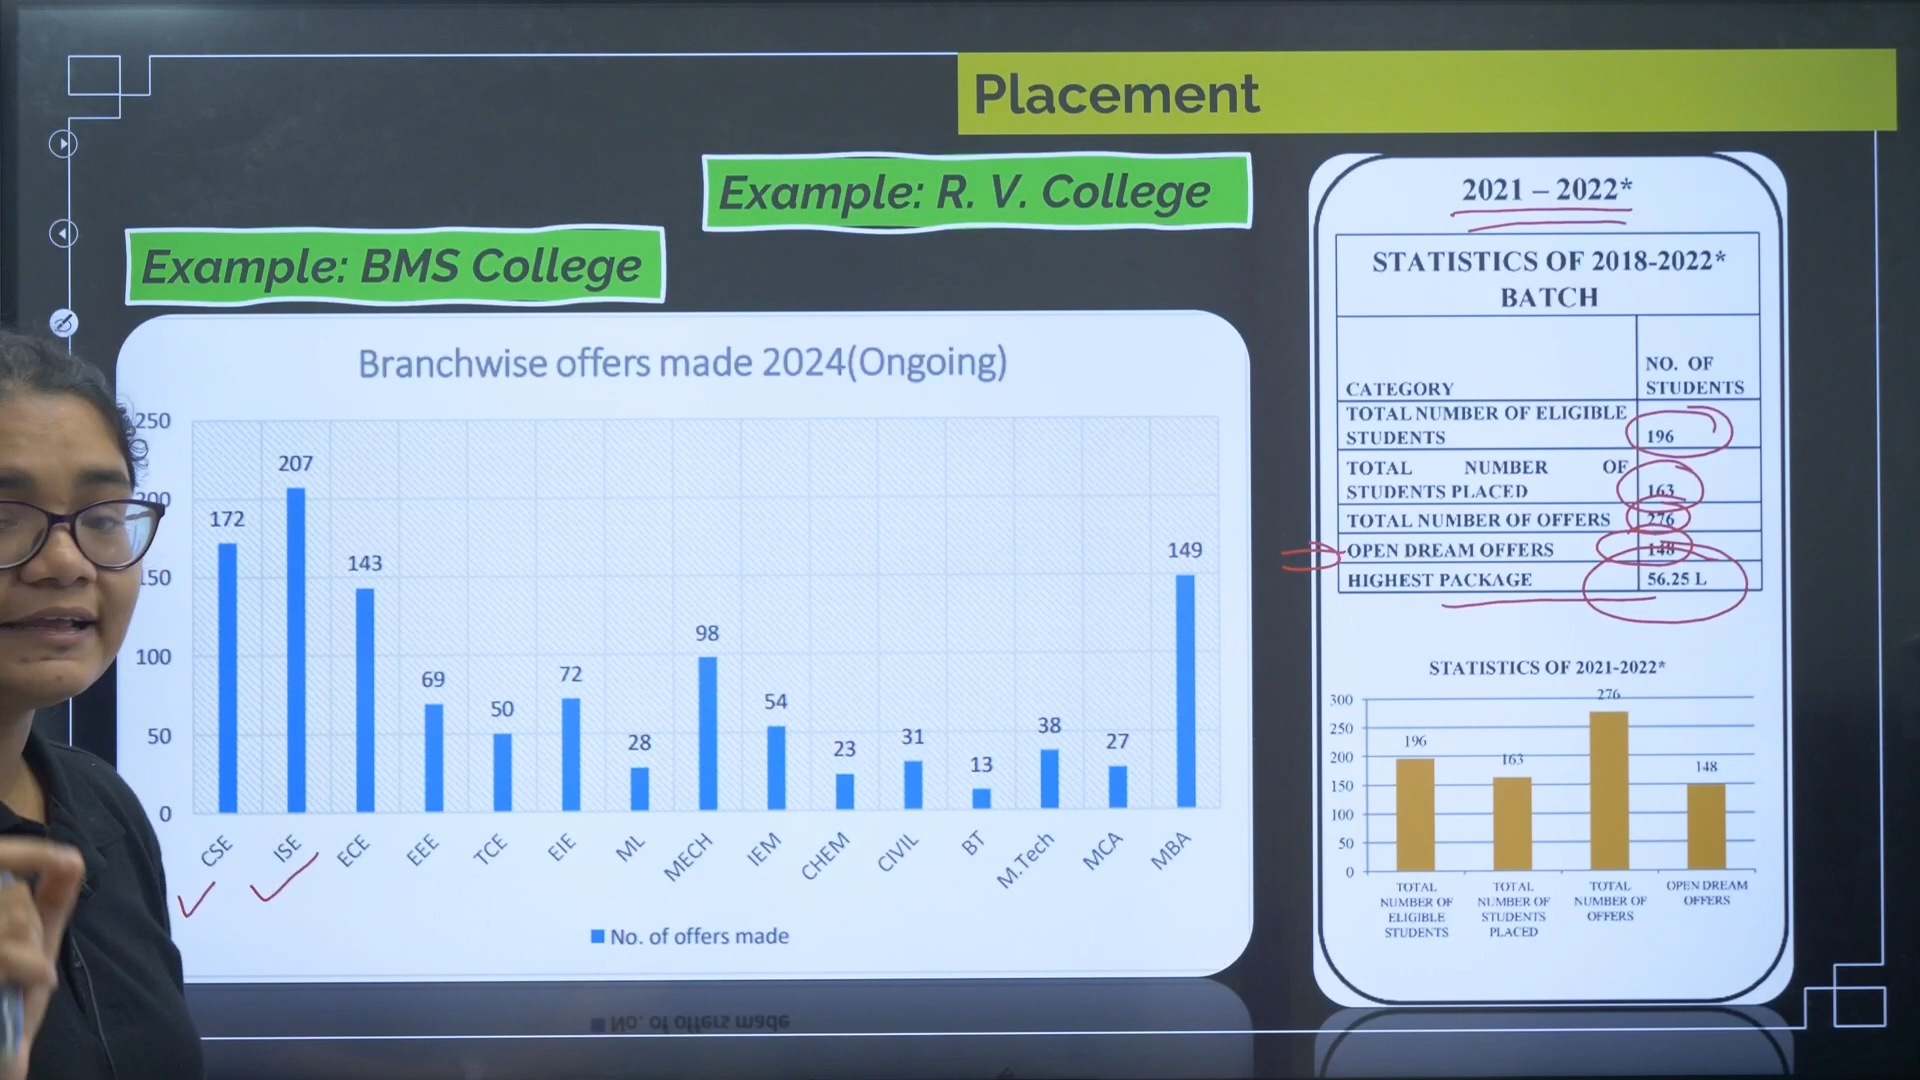 Placement
Example: R. V. College
Example: BMS College
Branchwise offers made 2024(Ongoing)
250
200
150
100
50
0
172
207
143
69
50
72
28
98
54
23
31
13
38
27
149
CSE
ISE
ECE
EEE
TCE
EIE
ML
MECH
IEM
CHEM
CIVIL
BT
M.Tech
MCA
MBA
No. of offers made
2021 – 2022*
STATISTICS OF 2018-2022*
BATCH
CATEGORY
NO. OF
STUDENTS
TOTAL NUMBER OF ELIGIBLE
STUDENTS
196
TOTAL NUMBER OF
STUDENTS PLACED
163
TOTAL NUMBER OF OFFERS
276
OPEN DREAM OFFERS
148
HIGHEST PACKAGE
56.25 L
STATISTICS OF 2021-2022*
300
250
200
150
100
50
0
196
163
276
148
TOTAL
NUMBER OF
ELIGIBLE
STUDENTS
TOTAL
NUMBER OF
STUDENTS
PLACED
TOTAL
NUMBER OF
OFFERS
OPEN DREAM
OFFERS